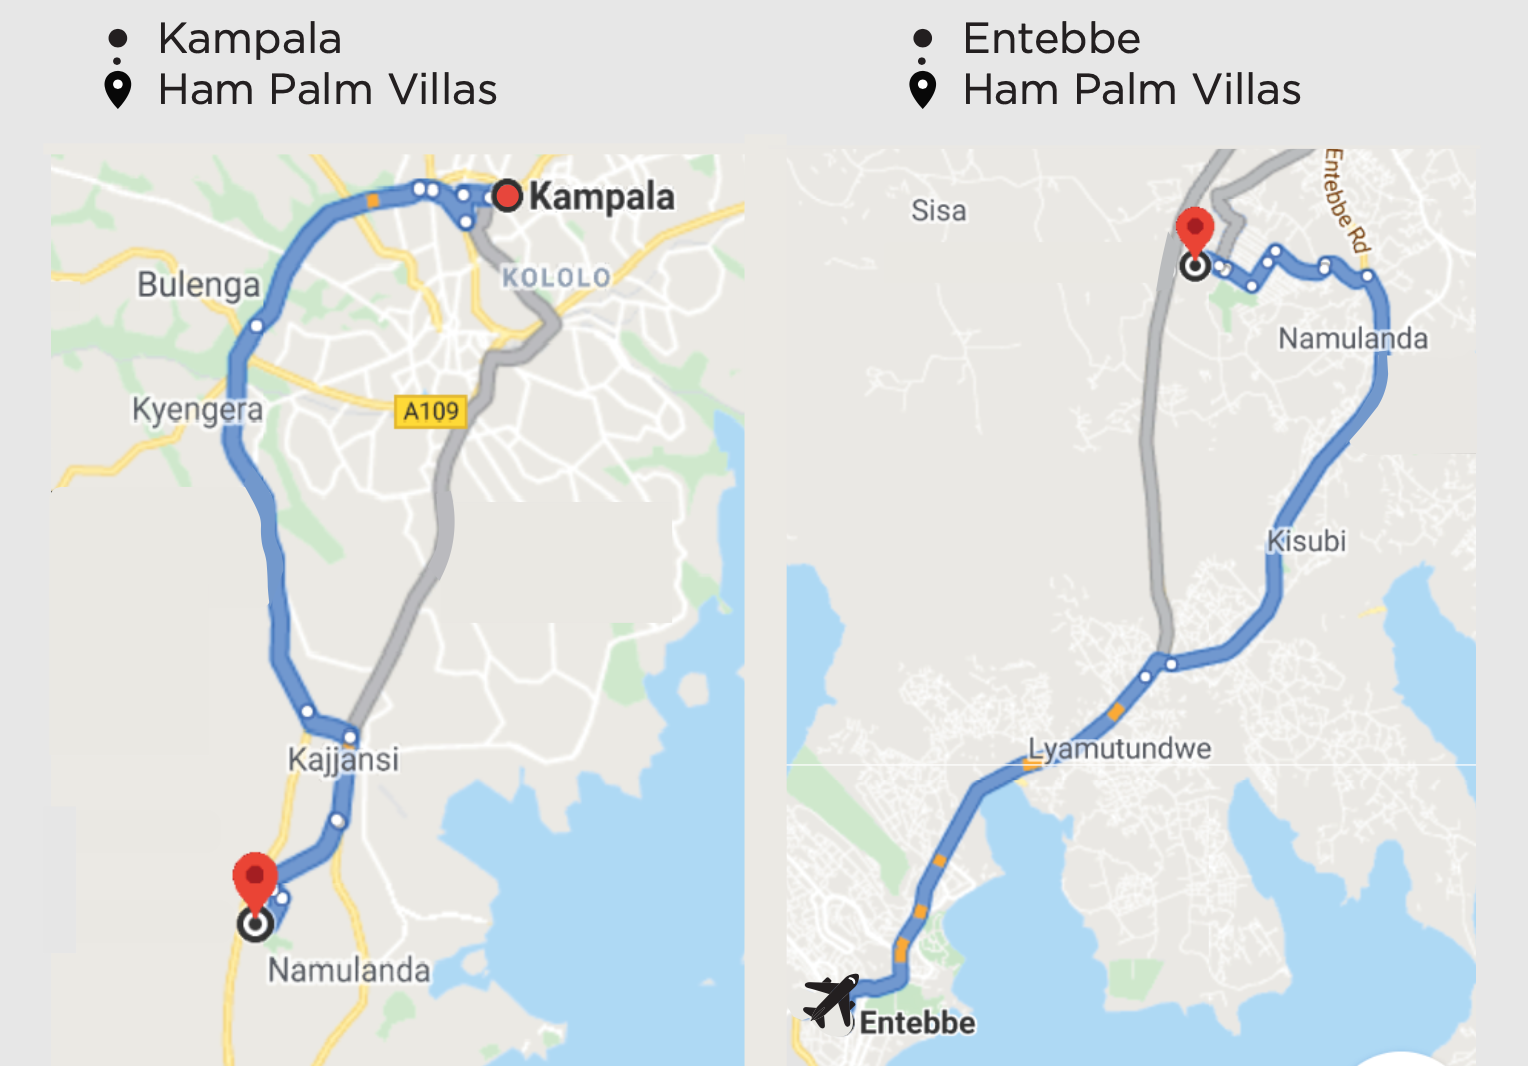 Kampala
Ham Palm Villas
Kampala
KOLOLO
Bulenga
Kyengera
A109
Kajjansi
Namulanda
Entebbe
Ham Palm Villas
Entebbe Rd
Sisa
Namulanda
Kisubi
Lyamutundwe
Entebbe